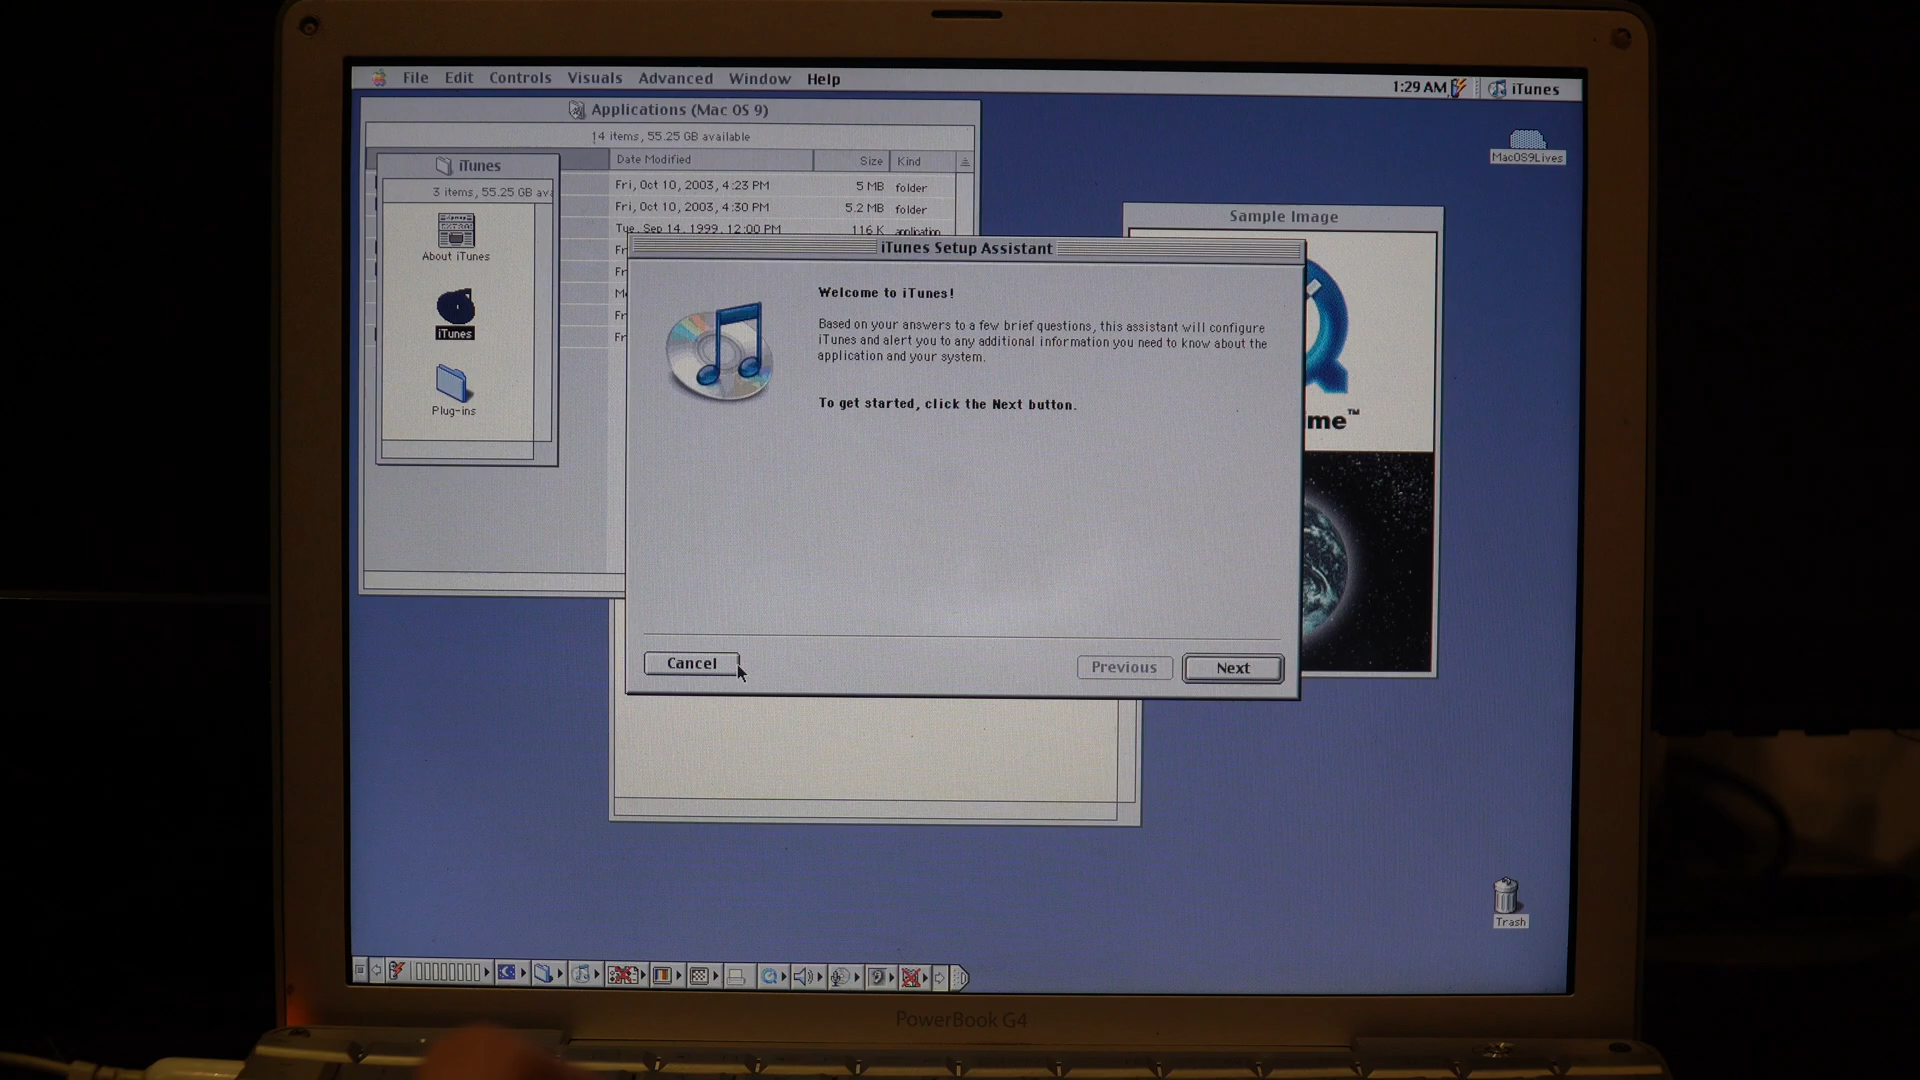 File Edit Controls Visuals Advanced Window Help
1:29 AM
iTunes
Applications (Mac OS 9)
14 items, 55.25 GB available
Date Modified Size Kind
Fri, Oct 10, 2003, 4:23 PM 5 MB folder
Fri, Oct 10, 2003, 4:30 PM 5.2 MB folder
Tue, Sep 14, 1999, 12:00 PM 116 K application
Fr
Fr
Fr
Fr
iTunes
3 items, 55.25 GB ava
About iTunes
iTunes
Plug-ins
iTunes Setup Assistant
Welcome to iTunes!
Based on your answers to a few brief questions, this assistant will configure
iTunes and alert you to any additional information you need to know about the
application and your system.
To get started, click the Next button.
Cancel
Previous
Next
MacOS9Lives
Sample Image
me™
Trash
PowerBook G4